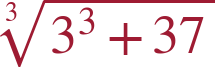 ∛(3³ + 37)